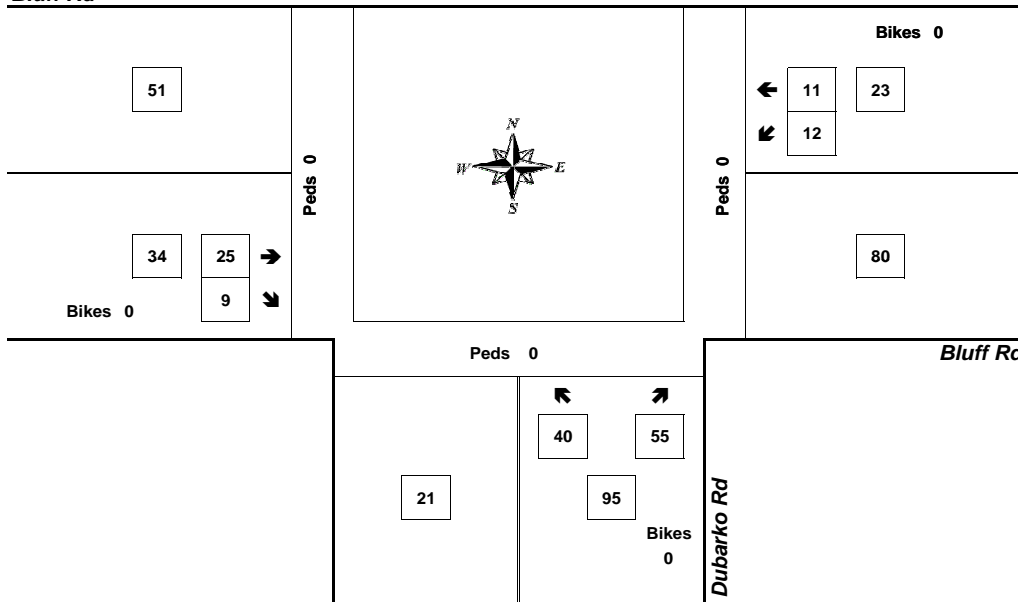 Bikes 0
51
11 23
12
N
W E
S
Peds 0
Peds 0
34 25
9
Bikes 0
80
Peds 0
Bluff Rd
40 55
21
95
Bikes
0
Dubarko Rd